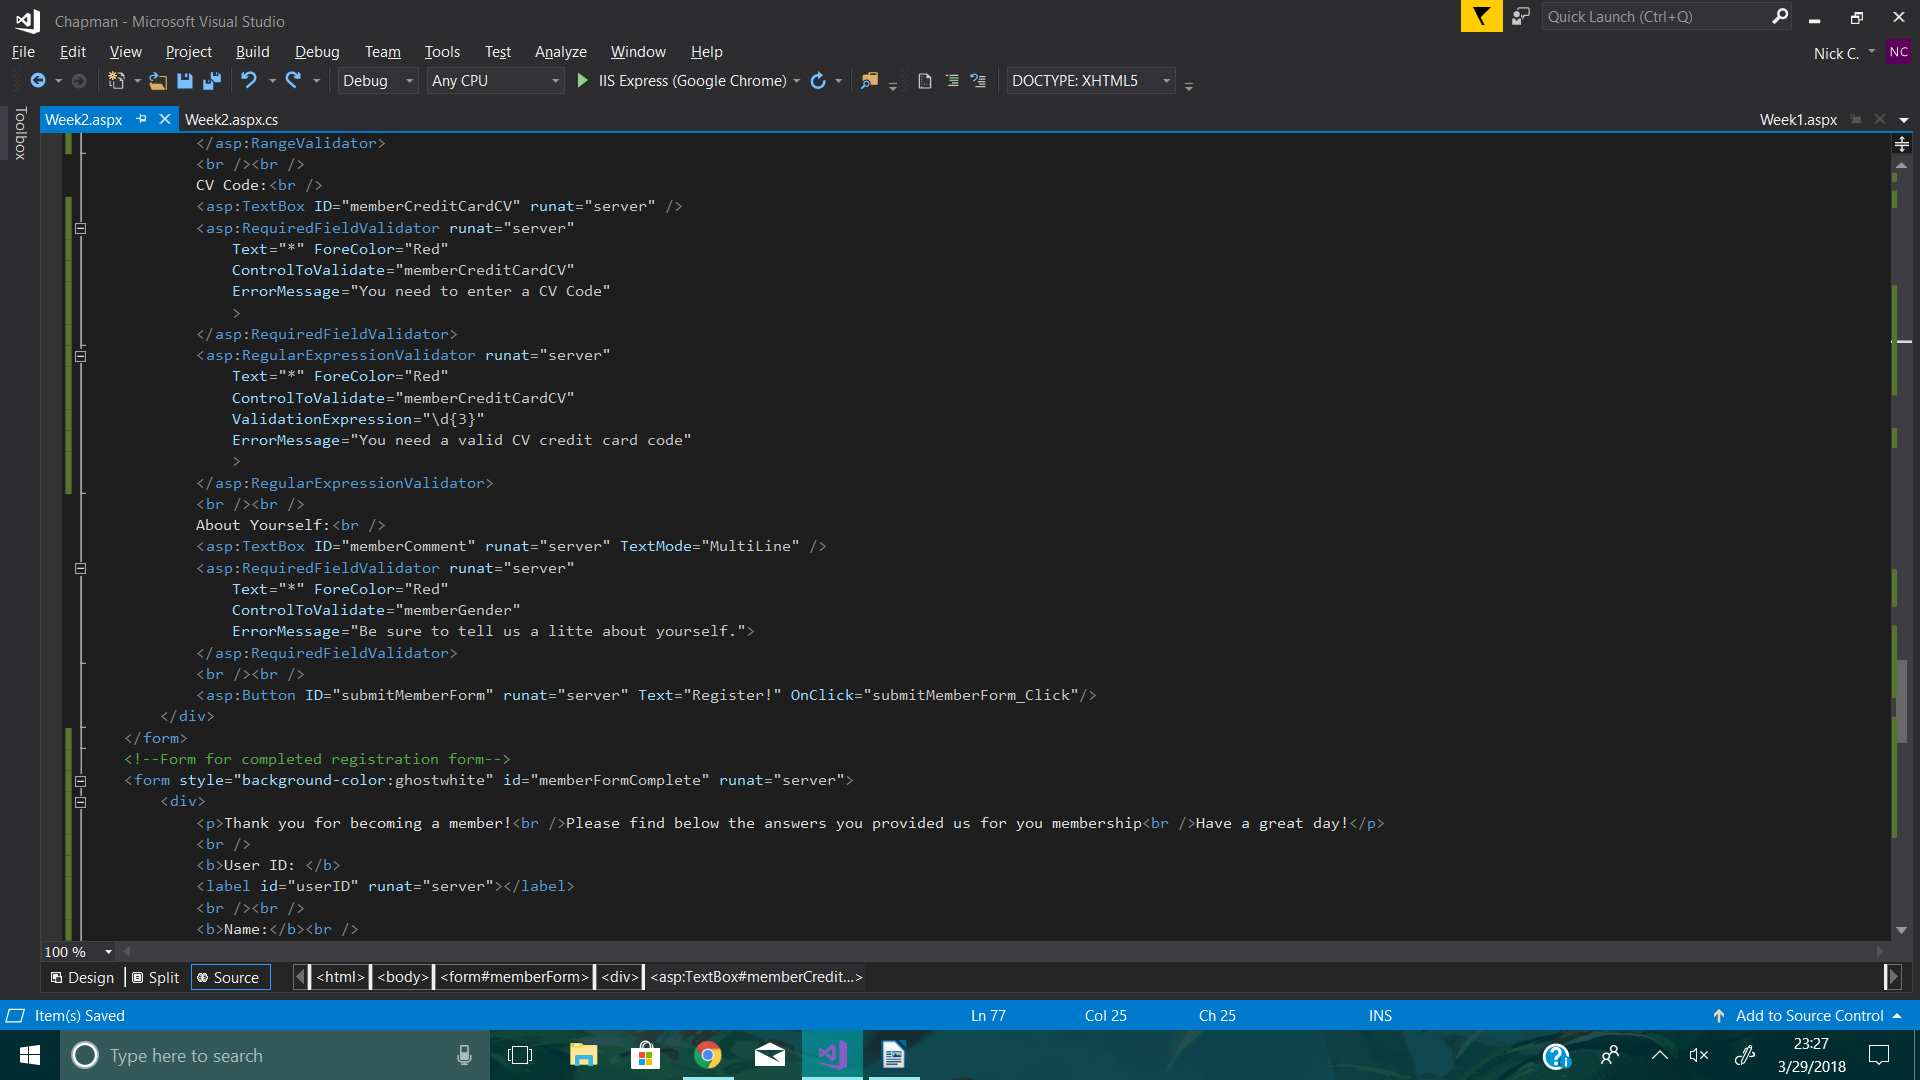 Chapman - Microsoft Visual Studio
Quick Launch (Ctrl+Q)
File Edit View Project Build Debug Team Tools Test Analyze Window Help
Nick C. NC
Debug Any CPU IIS Express (Google Chrome) DOCTYPE: XHTML5
Toolbox
Week2.aspx Week2.aspx.cs Week1.aspx
</asp:RangeValidator>
<br /><br />
CV Code:<br />
<asp:TextBox ID="memberCreditCardCV" runat="server" />
<asp:RequiredFieldValidator runat="server"
Text="*" ForeColor="Red"
ControlToValidate="memberCreditCardCV"
ErrorMessage="You need to enter a CV Code"
>
</asp:RequiredFieldValidator>
<asp:RegularExpressionValidator runat="server"
Text="*" ForeColor="Red"
ControlToValidate="memberCreditCardCV"
ValidationExpression="\d{3}"
ErrorMessage="You need a valid CV credit card code"
>
</asp:RegularExpressionValidator>
<br /><br />
About Yourself:<br />
<asp:TextBox ID="memberComment" runat="server" TextMode="MultiLine" />
<asp:RequiredFieldValidator runat="server"
Text="*" ForeColor="Red"
ControlToValidate="memberGender"
ErrorMessage="Be sure to tell us a litte about yourself.">
</asp:RequiredFieldValidator>
<br /><br />
<asp:Button ID="submitMemberForm" runat="server" Text="Register!" OnClick="submitMemberForm_Click"/>
</div>
</form>
<!--Form for completed registration form-->
<form style="background-color:ghostwhite" id="memberFormComplete" runat="server">
<div>
<p>Thank you for becoming a member!<br />Please find below the answers you provided us for you membership<br />Have a great day!</p>
<br />
<b>User ID: </b>
<label id="userID" runat="server"></label>
<br /><br />
<b>Name:</b><br />
100 %
Design Split Source <html> <body> <form#memberForm> <div> <asp:TextBox#memberCredit...>
Item(s) Saved Ln 77 Col 25 Ch 25 INS Add to Source Control
Type here to search
23:27
3/29/2018